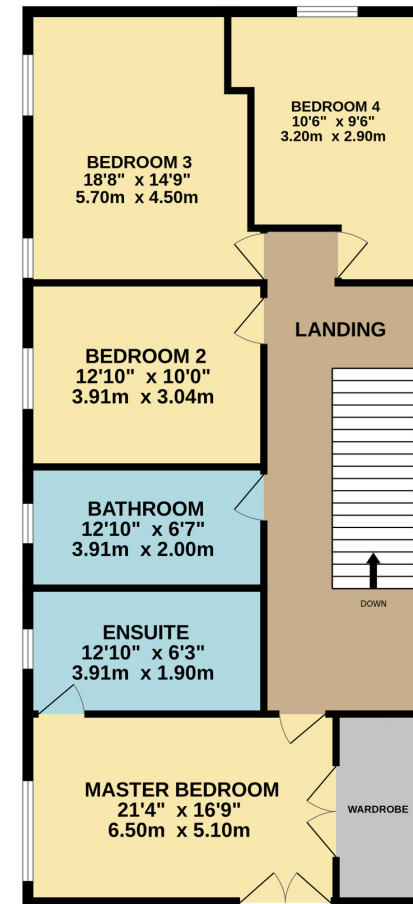 BEDROOM 3
18'8" x 14'9"
5.70m x 4.50m
BEDROOM 4
10'6" x 9'6"
3.20m x 2.90m
LANDING
BEDROOM 2
12'10" x 10'0"
3.91m x 3.04m
BATHROOM
12'10" x 6'7"
3.91m x 2.00m
DOWN
ENSUITE
12'10" x 6'3"
3.91m x 1.90m
MASTER BEDROOM
21'4" x 16'9"
6.50m x 5.10m
WARDROBE